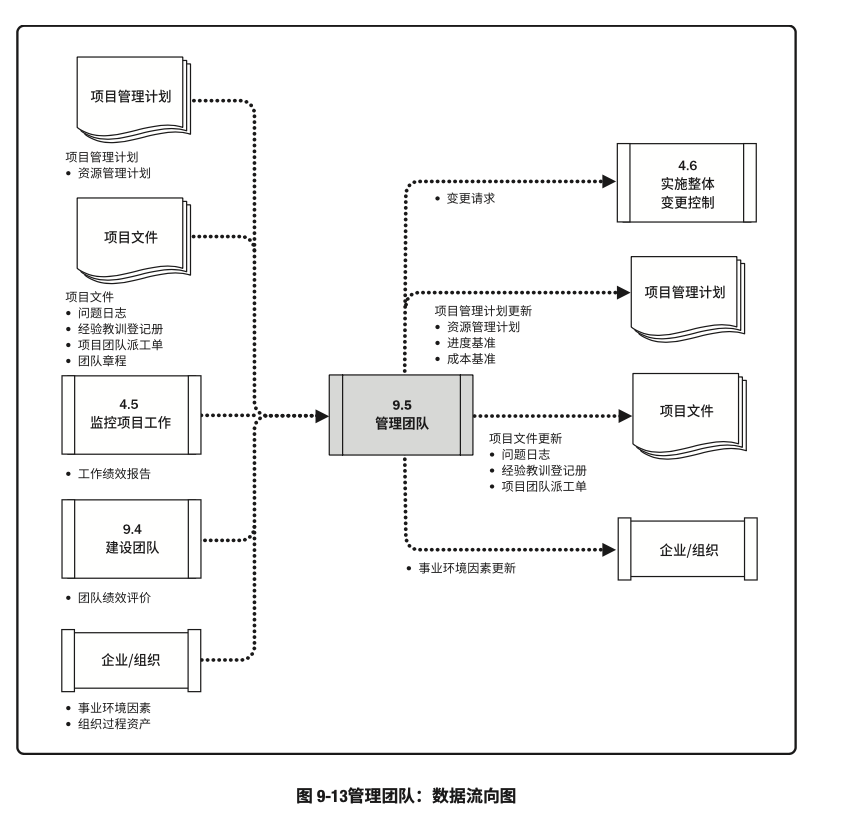 项目管理计划
项目管理计划
• 资源管理计划
项目文件
项目文件
• 问题日志
• 经验教训登记册
• 项目团队派工单
• 团队章程
4.5
监控项目工作
• 工作绩效报告
9.4
建设团队
• 团队绩效评价
企业/组织
• 事业环境因素
• 组织过程资产
9.5
管理团队
• 变更请求
4.6
实施整体
变更控制
项目管理计划更新
• 资源管理计划
• 进度基准
• 成本基准
项目管理计划
项目文件更新
• 问题日志
• 经验教训登记册
• 项目团队派工单
项目文件
• 事业环境因素更新
企业/组织
图 9-13管理团队：数据流向图